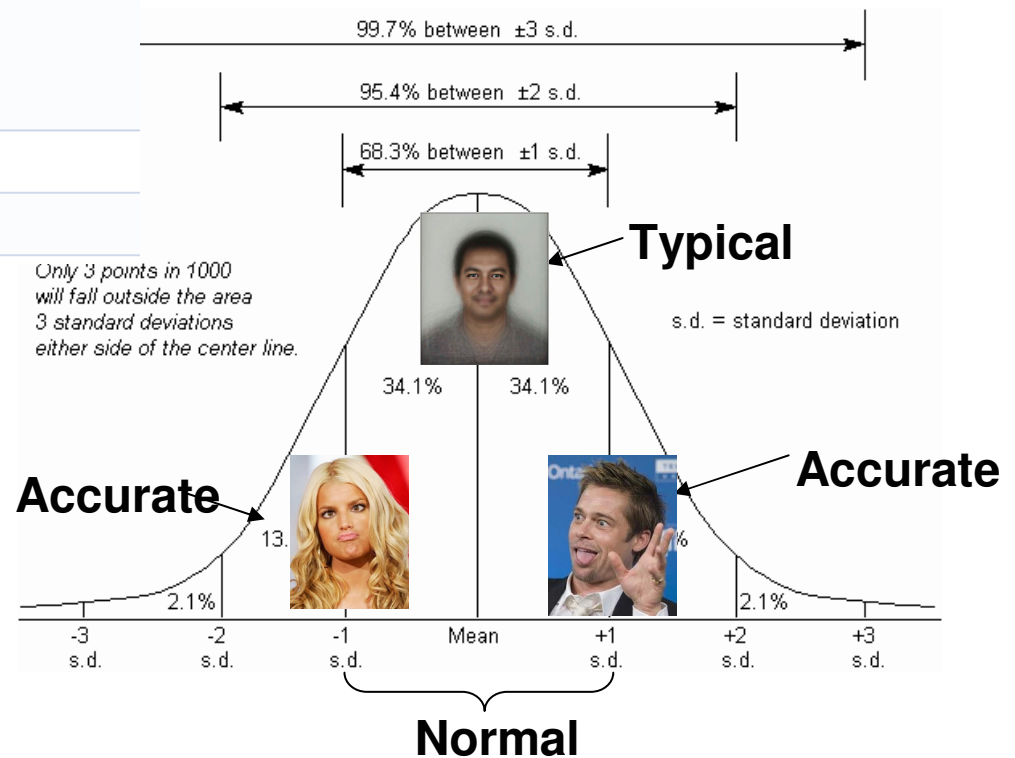 99.7% between ±3 s.d.
95.4% between ±2 s.d.
68.3% between ±1 s.d.
Typical
Only 3 points in 1000
will fall outside the area
3 standard deviations
either side of the center line.
s.d. = standard deviation
34.1% 34.1%
Accurate
Accurate
13. %
Onta
2.1% 2.1%
-3 -2 -1 Mean +1 +2 +3
s.d. s.d. s.d. s.d. s.d. s.d.
Normal